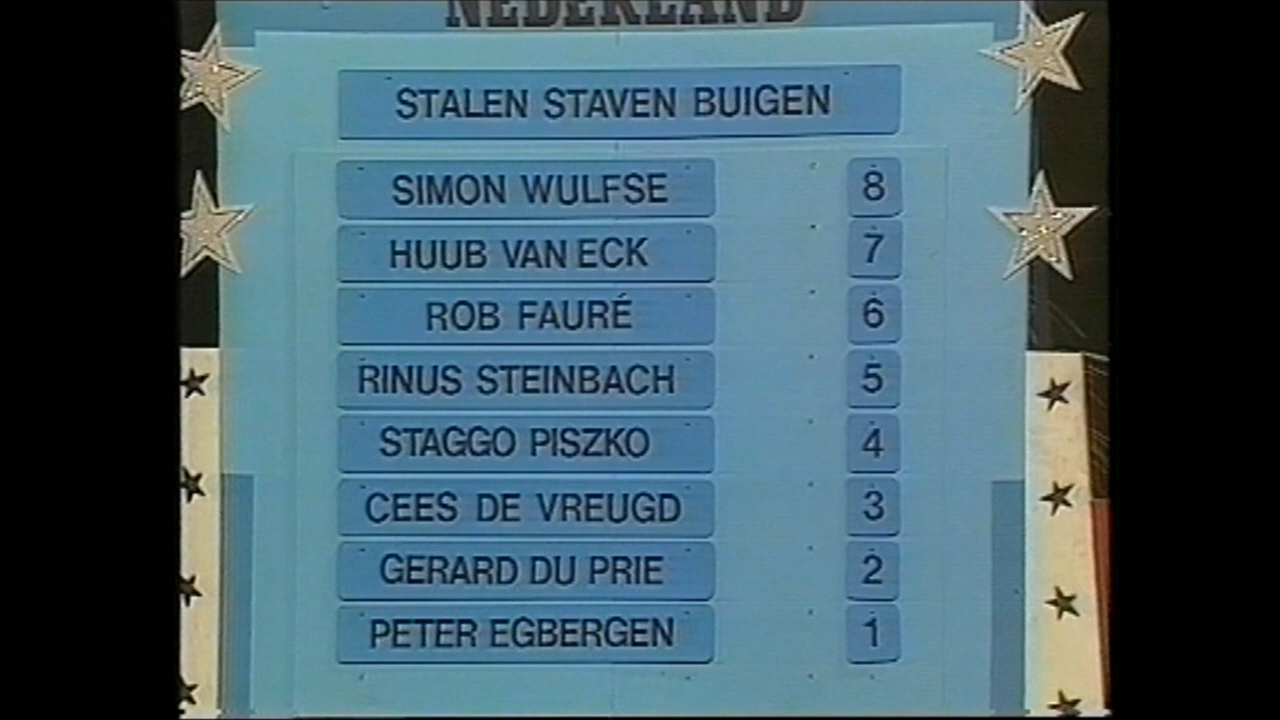 NEDERLAND
STALEN STAVEN BUIGEN
SIMON WULFSE 8
HUUB VAN ECK 7
ROB FAURÉ 6
RINUS STEINBACH 5
STAGGO PISZKO 4
CEES DE VREUGD 3
GERARD DU PRIE 2
PETER EGBERGEN 1